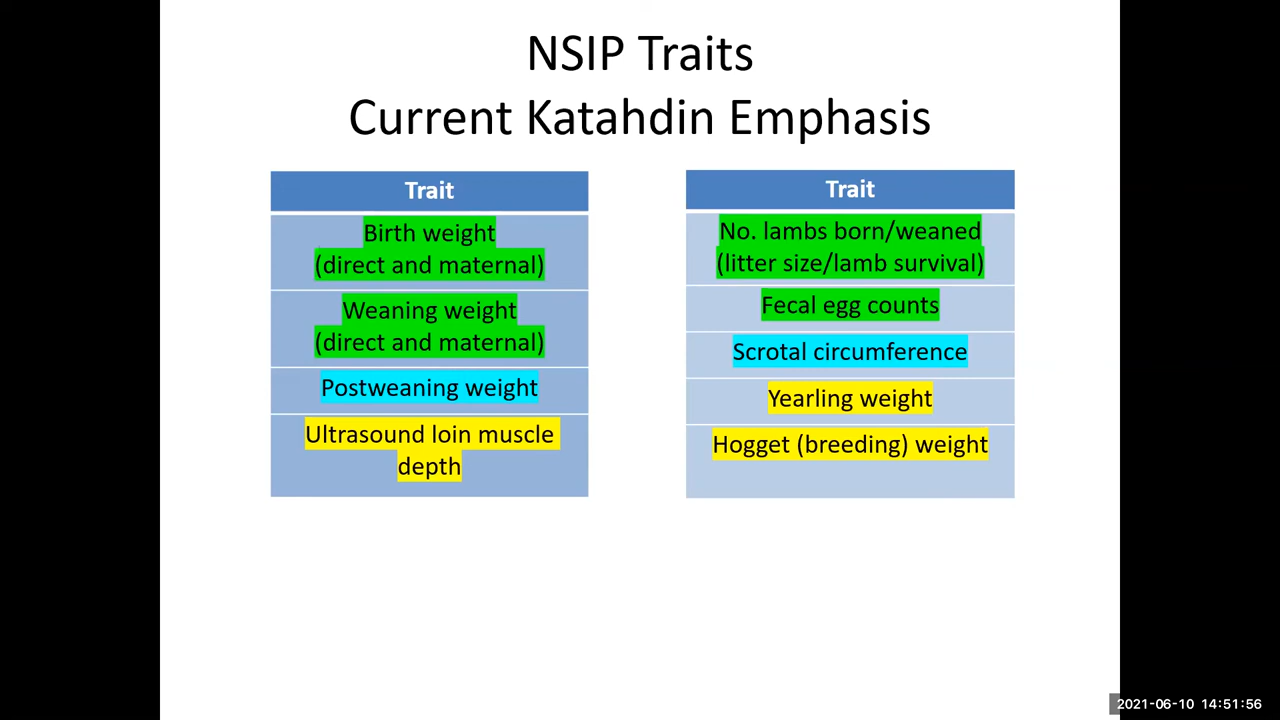 NSIP Traits
Current Katahdin Emphasis
Trait
Birth weight
(direct and maternal)
Weaning weight
(direct and maternal)
Postweaning weight
Ultrasound loin muscle
depth
Trait
No. lambs born/weaned
(litter size/lamb survival)
Fecal egg counts
Scrotal circumference
Yearling weight
Hogget (breeding) weight
2021-06-10 14:51:56